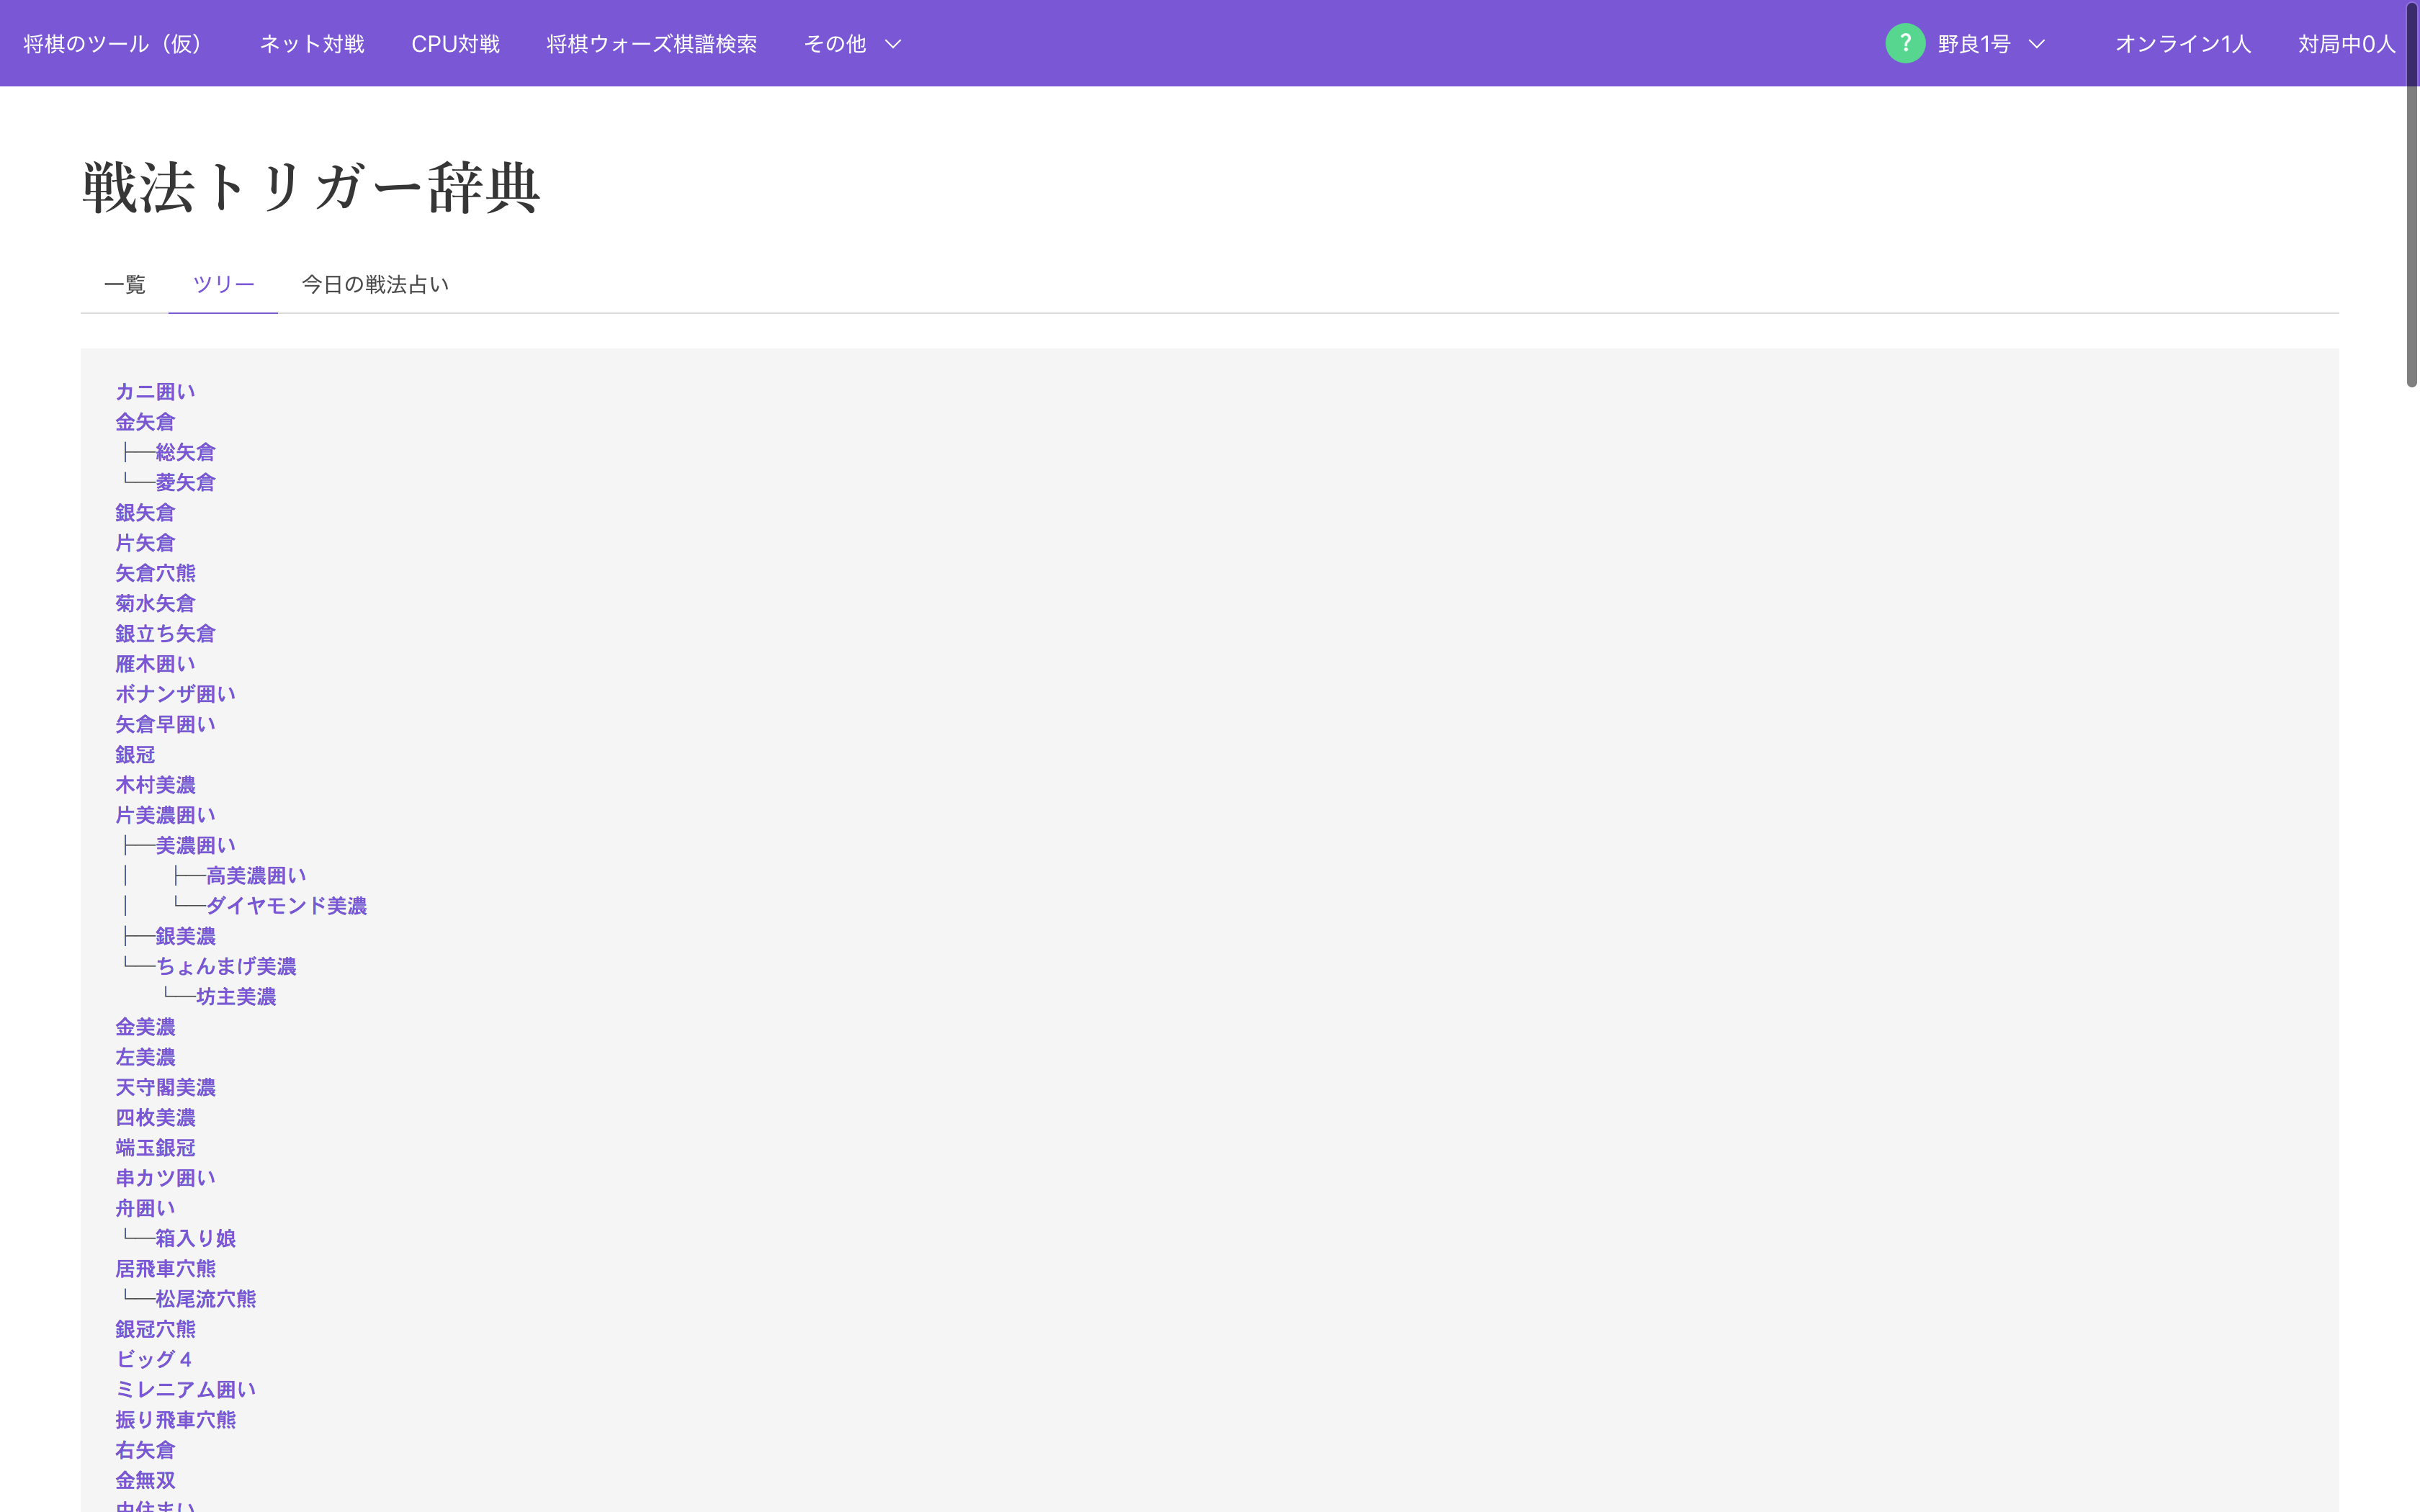 将棋のツール（仮） ネット対戦 CPU対戦 将棋ウォーズ棋譜検索 その他 ? 野良1号 オンライン1人 対局中0人
戦法トリガー辞典
一覧 ツリー 今日の戦法占い
カニ囲い
金矢倉
├─総矢倉
└─菱矢倉
銀矢倉
片矢倉
矢倉穴熊
菊水矢倉
銀立ち矢倉
雁木囲い
ボナンザ囲い
矢倉早囲い
銀冠
木村美濃
片美濃囲い
├─美濃囲い
│ ├─高美濃囲い
│ └─ダイヤモンド美濃
├─銀美濃
└─ちょんまげ美濃
└─坊主美濃
金美濃
左美濃
天守閣美濃
四枚美濃
端玉銀冠
串カツ囲い
舟囲い
└─箱入り娘
居飛車穴熊
└─松尾流穴熊
銀冠穴熊
ビッグ４
ミレニアム囲い
振り飛車穴熊
右矢倉
金無双
中住まい